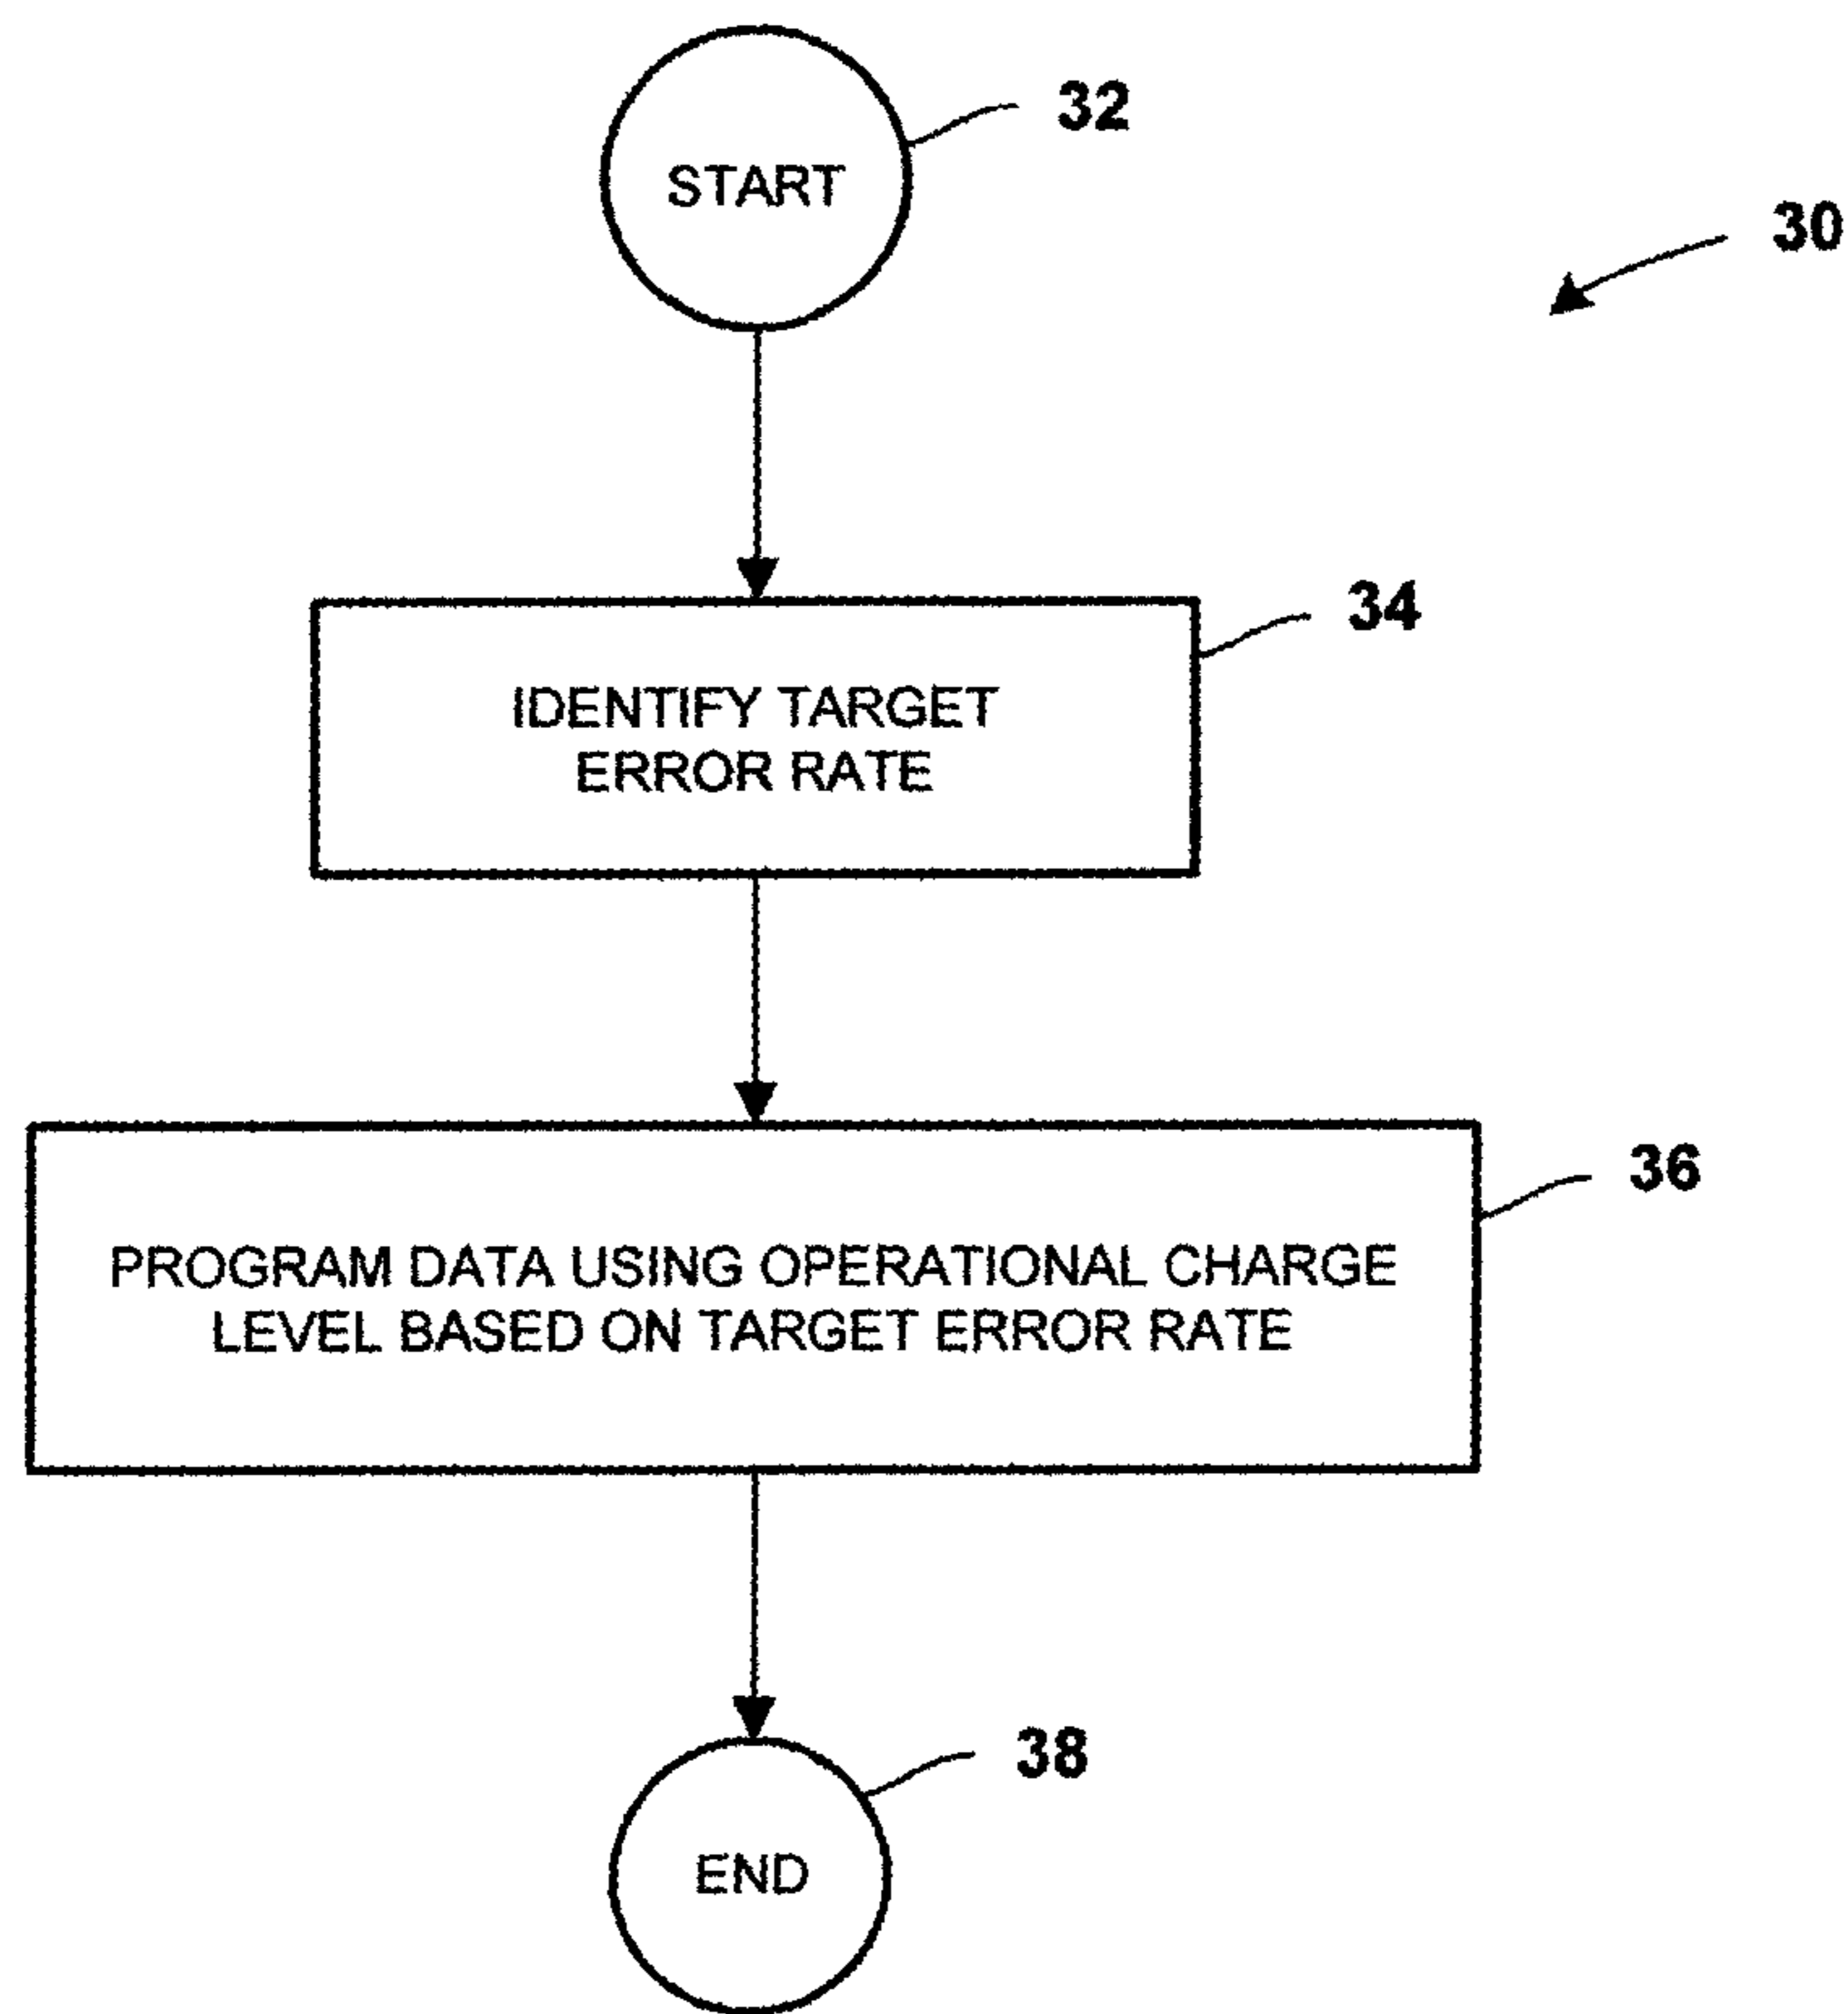 32
START
30
34
IDENTIFY TARGET
ERROR RATE
36
PROGRAM DATA USING OPERATIONAL CHARGE
LEVEL BASED ON TARGET ERROR RATE
38
END